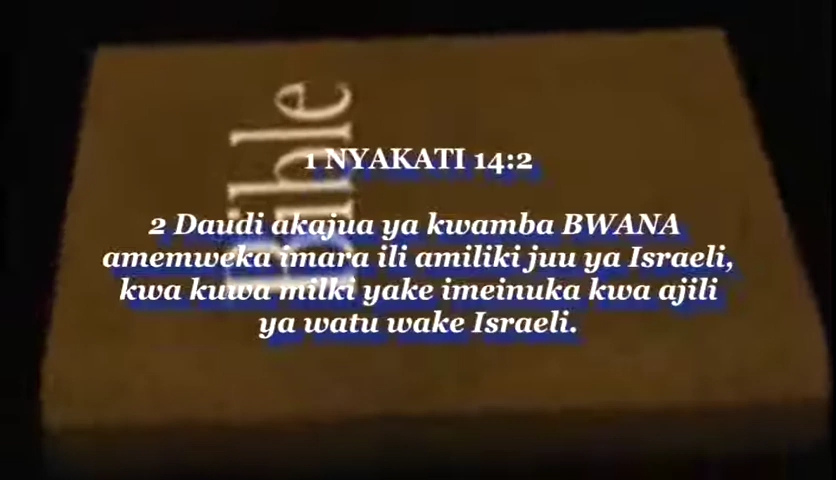 Bible
1 NYAKATI 14:2
2 Daudi akajua ya kwamba BWANA
amemweka imara ili amiliki juu ya Israeli,
kwa kuwa milki yake imeinuka kwa ajili
ya watu wake Israeli.